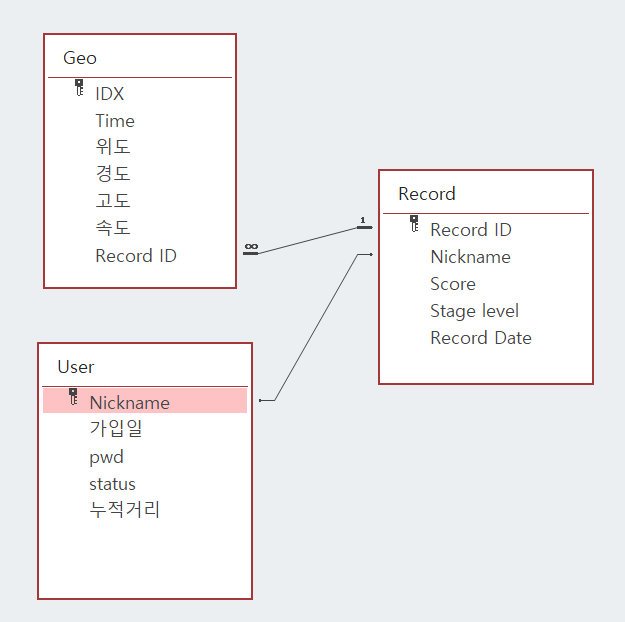 Geo
IDX
Time
위도
경도
고도
속도
Record ID
∞
1
Record
Record ID
Nickname
Score
Stage level
Record Date
User
Nickname
가입일
pwd
status
누적거리